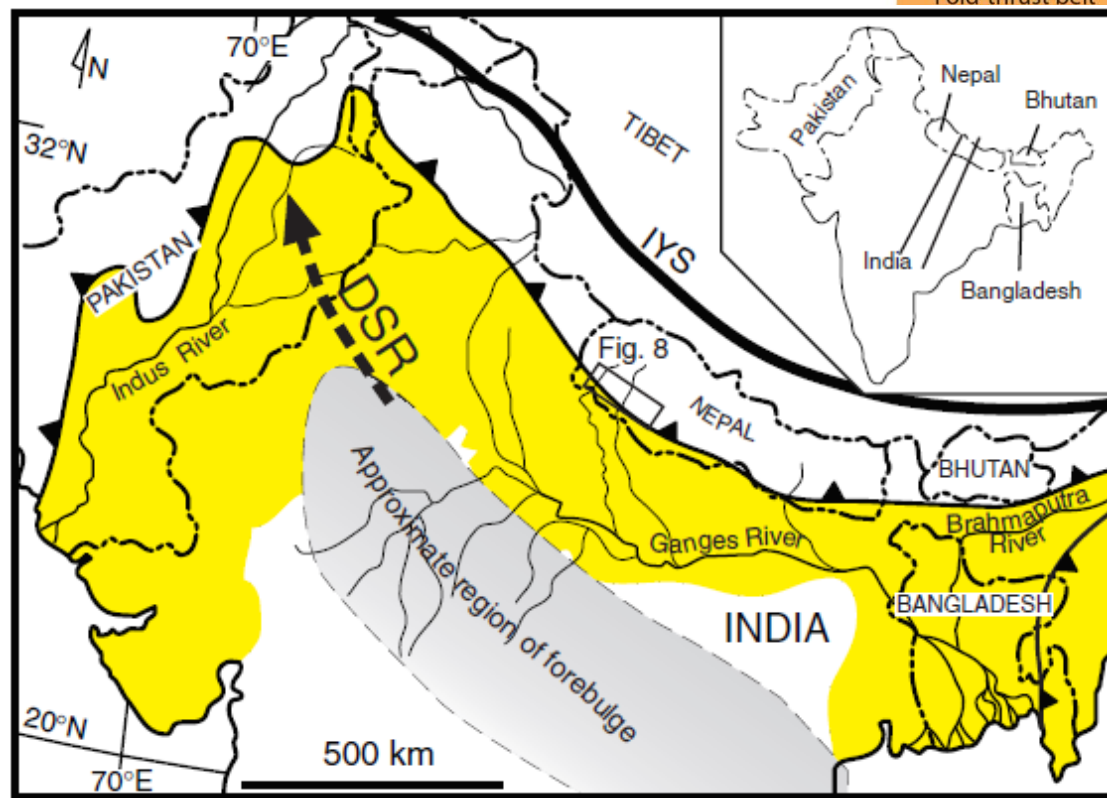 Fold-thrust belt
70°E
N
32°N
TIBET
Nepal
Bhutan
Pakistan
India
Bangladesh
PAKISTAN
IYS
DSR
Indus River
Fig. 8
NEPAL
BHUTAN
Approximate region of forebulge
Ganges River
Brahmaputra
River
BANGLADESH
INDIA
20°N
70°E
500 km